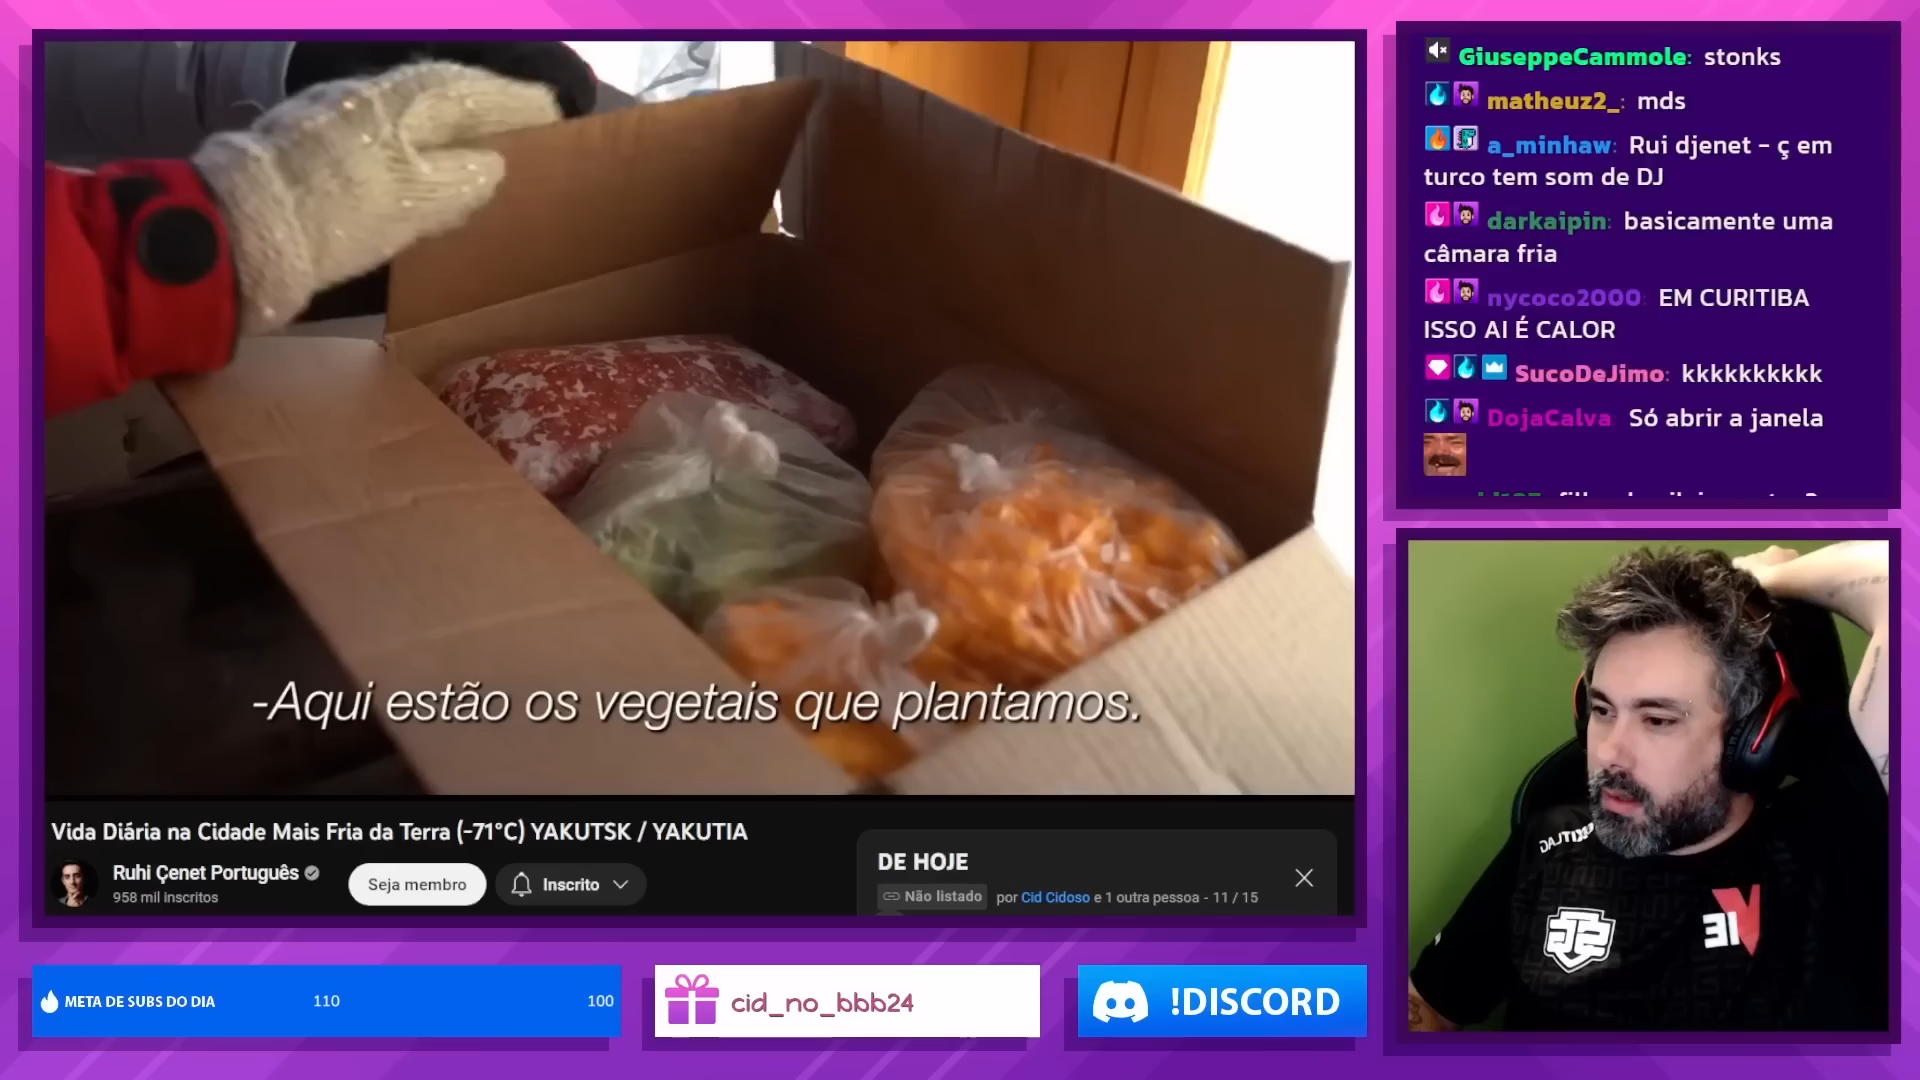 GiuseppeCammole: stonks
matheuz2_: mds
a_minhaw: Rui djenet - ç em
turco tem som de DJ
darkaipin: basicamente uma
câmara fria
nycoco2000: EM CURITIBA
ISSO AI É CALOR
SucoDeJimo: kkkkkkkkkk
DojaCalva: Só abrir a janela
-Aqui estão os vegetais que plantamos.
Vida Diária na Cidade Mais Fria da Terra (-71°C) YAKUTSK / YAKUTIA
Ruhi Çenet Português
958 mil inscritos
Seja membro
Inscrito
DE HOJE
Não listado por Cid Cidoso e 1 outra pessoa - 11 / 15
META DE SUBS DO DIA 110 100
cid_no_bbb24
!DISCORD